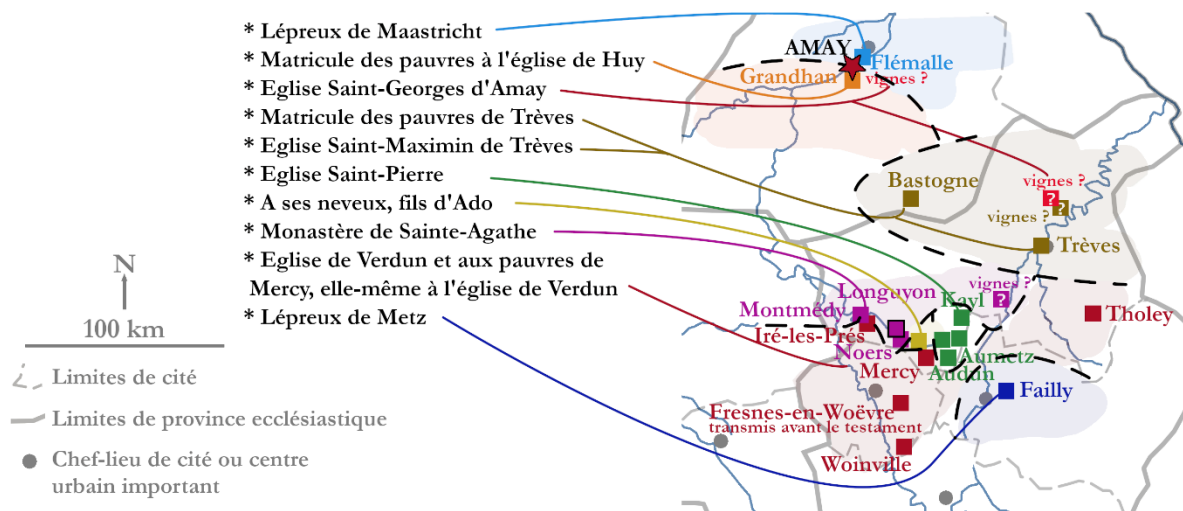 * Lépreux de Maastricht
* Matricule des pauvres à l'église de Huy
* Eglise Saint-Georges d'Amay
* Matricule des pauvres de Trèves
* Eglise Saint-Maximin de Trèves
* Eglise Saint-Pierre
* A ses neveux, fils d'Ado
* Monastère de Sainte-Agathe
* Eglise de Verdun et aux pauvres de
Mercy, elle-même à l'église de Verdun
* Lépreux de Metz
N
100 km
Limites de cité
Limites de province ecclésiastique
Chef-lieu de cité ou centre
urbain important
AMAY
Flémalle
Grandhan
vignes ?
Bastogne
vignes ?
?
vignes ?
?
Trèves
vignes ?
?
Longuyon
Kayl
Montmédy
Tholey
Iré-les-Prés
Noers
Aumetz
Mercy
Audun
Failly
Fresnes-en-Woëvre
transmis avant le testament
Woinville